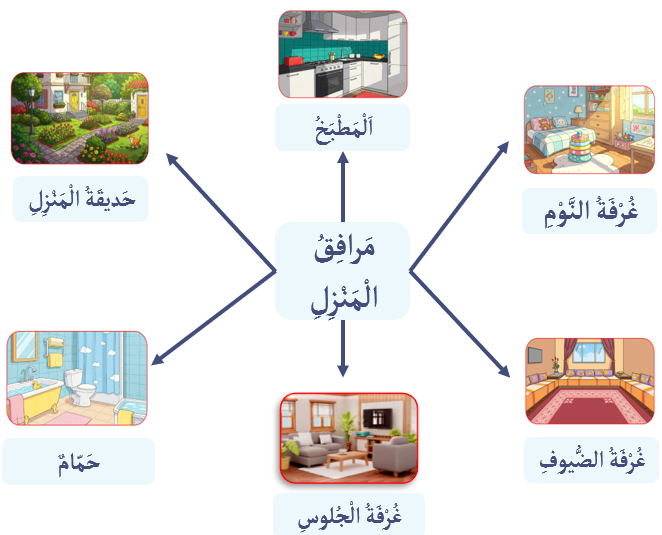 اَلْمَطْبَخُ
حَديقَةُ الْمَنْزِلِ
غُرْفَةُ النَّوْمِ
مَرافِقُ
الْمَنْزِلِ
حَمّامٌ
غُرْفَةُ الضُّيوفِ
غُرْفَةُ الْجُلوسِ